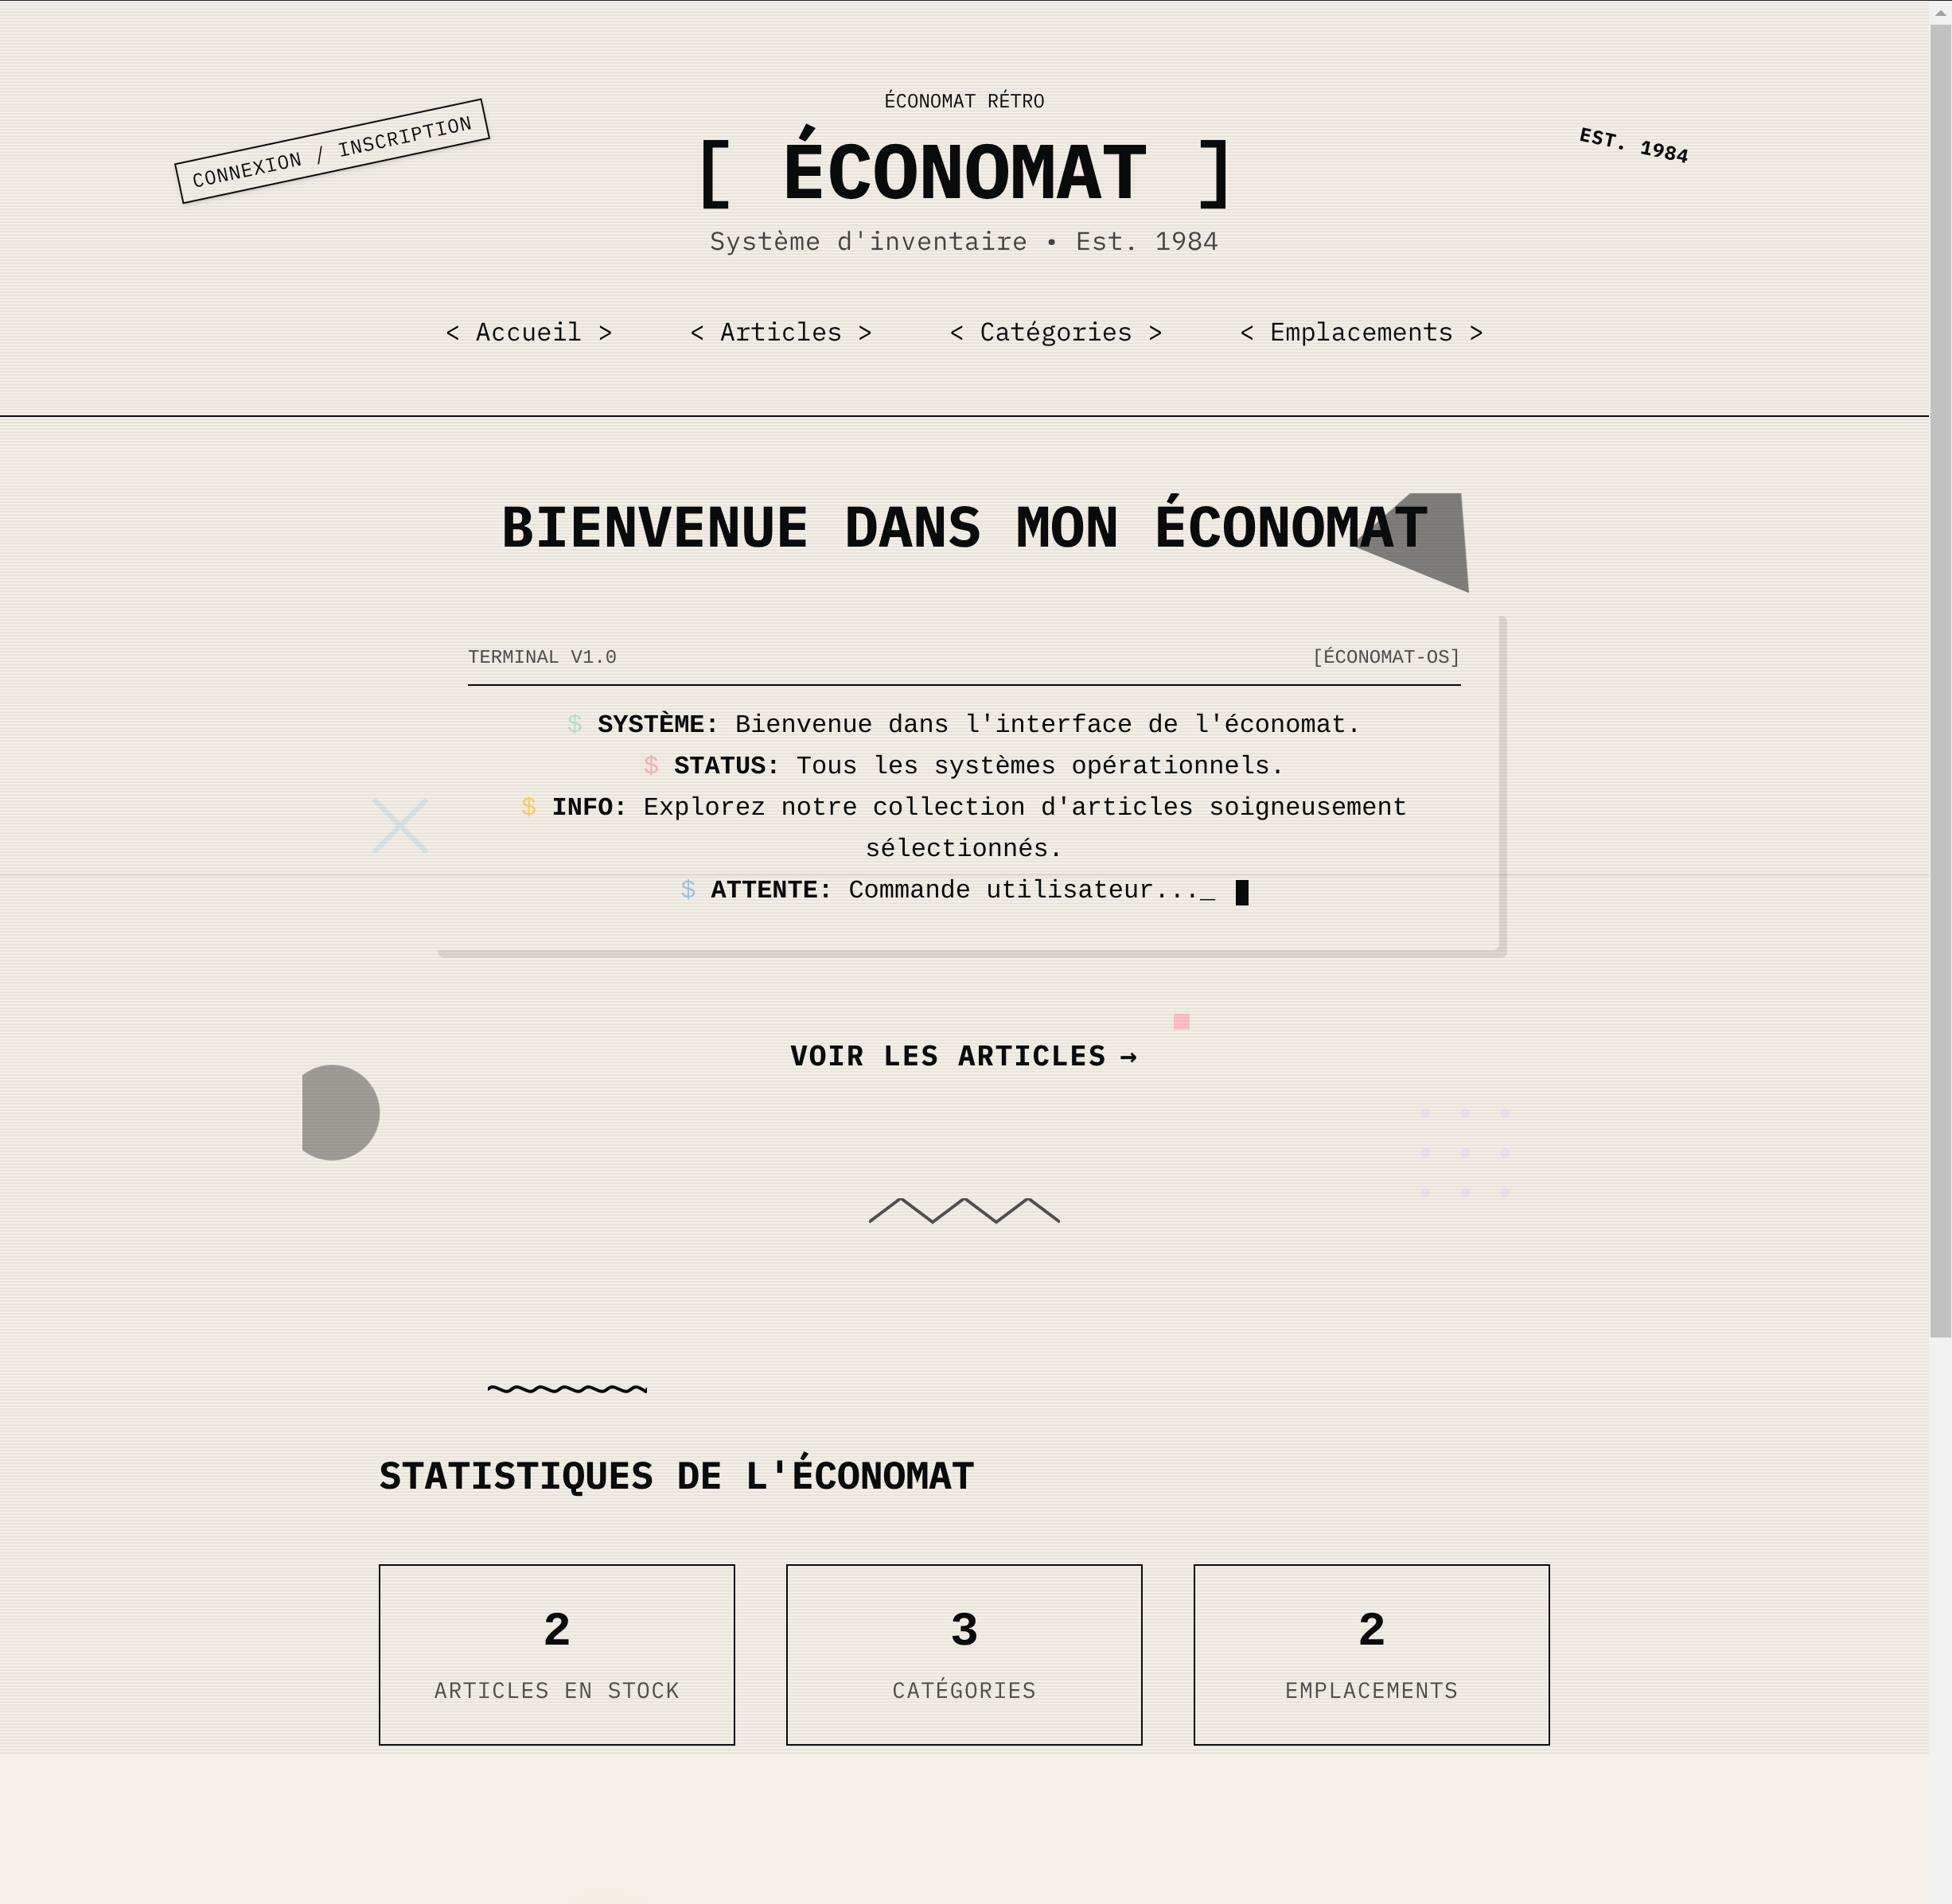 ÉCONOMAT RÉTRO
CONNEXION / INSCRIPTION
[ ÉCONOMAT ]
EST. 1984
Système d'inventaire • Est. 1984
< Accueil >
< Articles >
< Catégories >
< Emplacements >
BIENVENUE DANS MON ÉCONOMAT
TERMINAL V1.0
[ÉCONOMAT-OS]
$ SYSTÈME: Bienvenue dans l'interface de l'économat.
$ STATUS: Tous les systèmes opérationnels.
$ INFO: Explorez notre collection d'articles soigneusement
sélectionnés.
$ ATTENTE: Commande utilisateur..._
VOIR LES ARTICLES →
STATISTIQUES DE L'ÉCONOMAT
2
ARTICLES EN STOCK
3
CATÉGORIES
2
EMPLACEMENTS